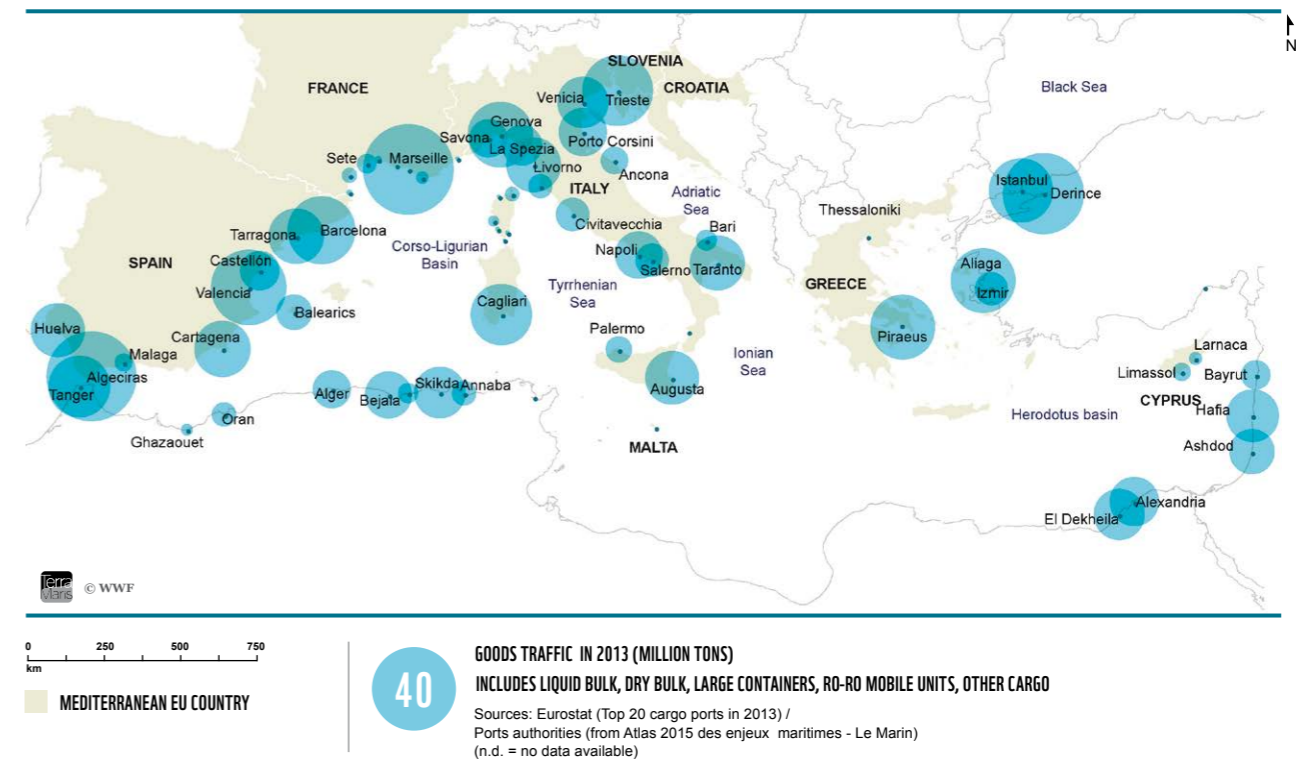 N
SLOVENIA
FRANCE
CROATIA
Black Sea
Venicia
Trieste
Genova
Savona
Porto Corsini
La Spezia
Sete
Marseille
Livorno
Ancona
ITALY
Istanbul
Derince
Adriatic
Sea
Thessaloniki
Civitavecchia
Bari
Barcelona
Tarragona
Corso-Ligurian
Basin
Napoli
Salerno
Taranto
Castellón
SPAIN
Aliaga
Valencia
Izmir
GREECE
Tyrrhenian
Sea
Cagliari
Balearics
Huelva
Palermo
Piraeus
Cartagena
Larnaca
Malaga
Ionian
Sea
Limassol
Bayrut
Algeciras
Tanger
Skikda
Annaba
Alger
Bejaïa
Augusta
CYPRUS
Hafia
Herodotus basin
Oran
Ghazaouet
MALTA
Ashdod
Alexandria
El Dekheila
Terra
Maris
© WWF
0 250 500 750
km
MEDITERRANEAN EU COUNTRY
40
GOODS TRAFFIC IN 2013 (MILLION TONS)
INCLUDES LIQUID BULK, DRY BULK, LARGE CONTAINERS, RO-RO MOBILE UNITS, OTHER CARGO
Sources: Eurostat (Top 20 cargo ports in 2013) /
Ports authorities (from Atlas 2015 des enjeux maritimes - Le Marin)
(n.d. = no data available)